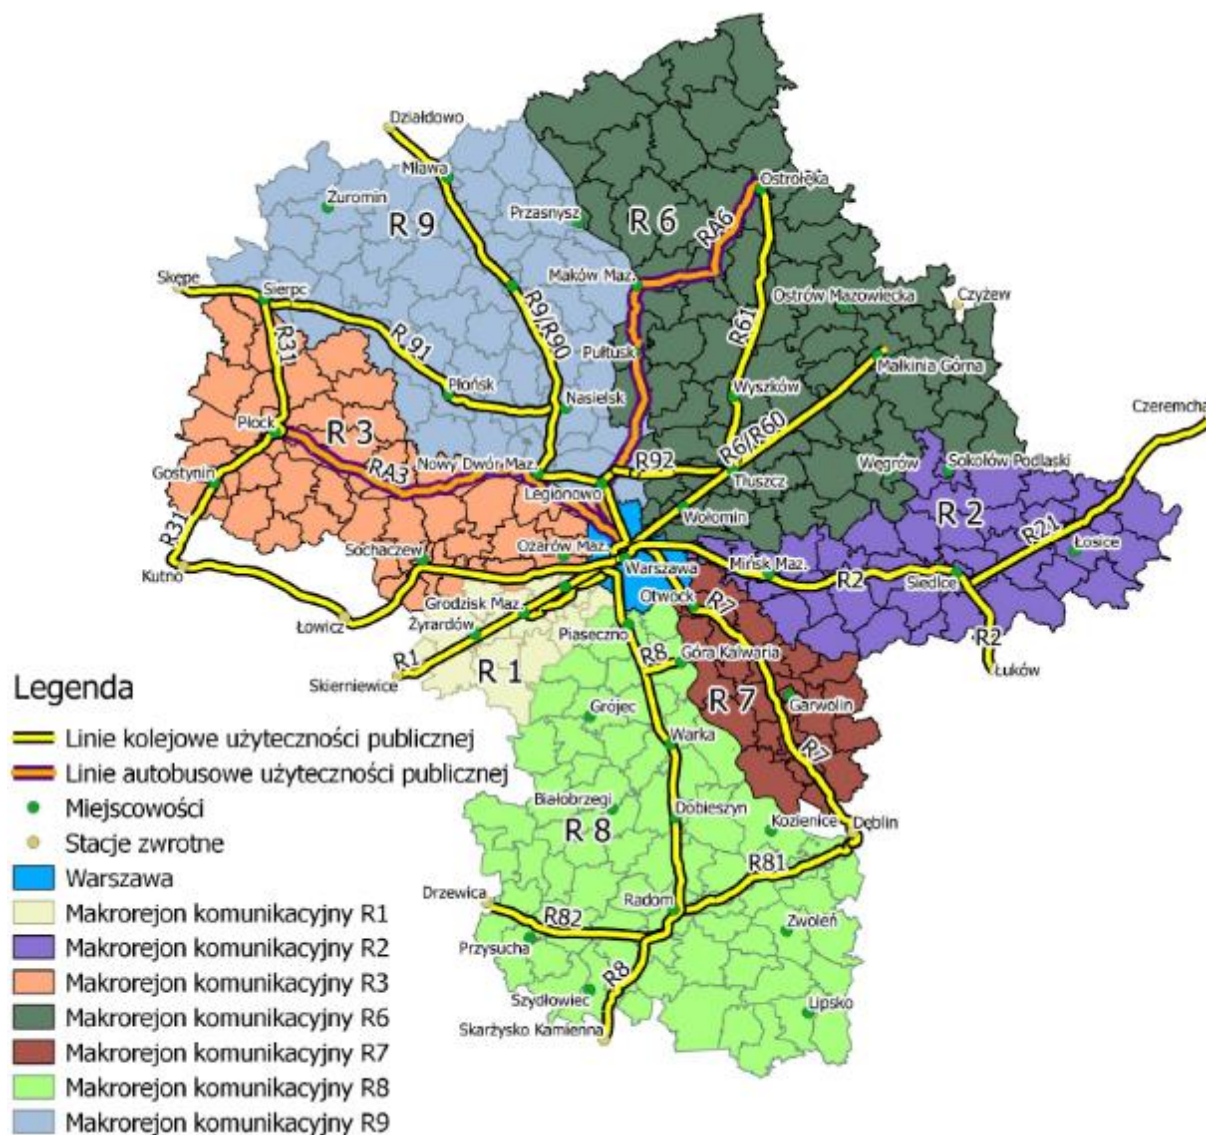 Działdowo
Mława
Żuromin
R 9
Przasnysz
R 6
RA6
Ostrołęka
Skępe
Sierpc
Maków Maz.
Ostrów Mazowiecka
Czyżew
R9/R90
R61
R31
R 91
Pułtusk
Małkinia Górna
Płońsk
Nasielsk
Wyszków
Czeremcha
Płock
R 3
R6/R60
Gostynin
RA3
Nowy Dwór Maz.
R92
Węgrów
Sokołów Podlaski
Legionowo
Tłuszcz
R31
Wołomin
R 2
R21
Sochaczew
Ożarów Maz.
Łosice
Kutno
Warszawa
Mińsk Maz.
R2
Siedlce
Grodzisk Maz.
Otwock
R7
Łowicz
Żyrardów
Piaseczno
R2
R1
R 1
R8
Góra Kalwaria
Łuków
Skierniewice
R 7
Grójec
Garwolin
Warka
R7
Białobrzegi
Dobieszyn
R 8
Kozienice
Dęblin
R81
Drzewica
Radom
R82
Zwoleń
Przysucha
R8
Szydłowiec
Lipsko
Skarżysko Kamienna
Legenda
Linie kolejowe użyteczności publicznej
Linie autobusowe użyteczności publicznej
Miejscowości
Stacje zwrotne
Warszawa
Makrorejon komunikacyjny R1
Makrorejon komunikacyjny R2
Makrorejon komunikacyjny R3
Makrorejon komunikacyjny R6
Makrorejon komunikacyjny R7
Makrorejon komunikacyjny R8
Makrorejon komunikacyjny R9